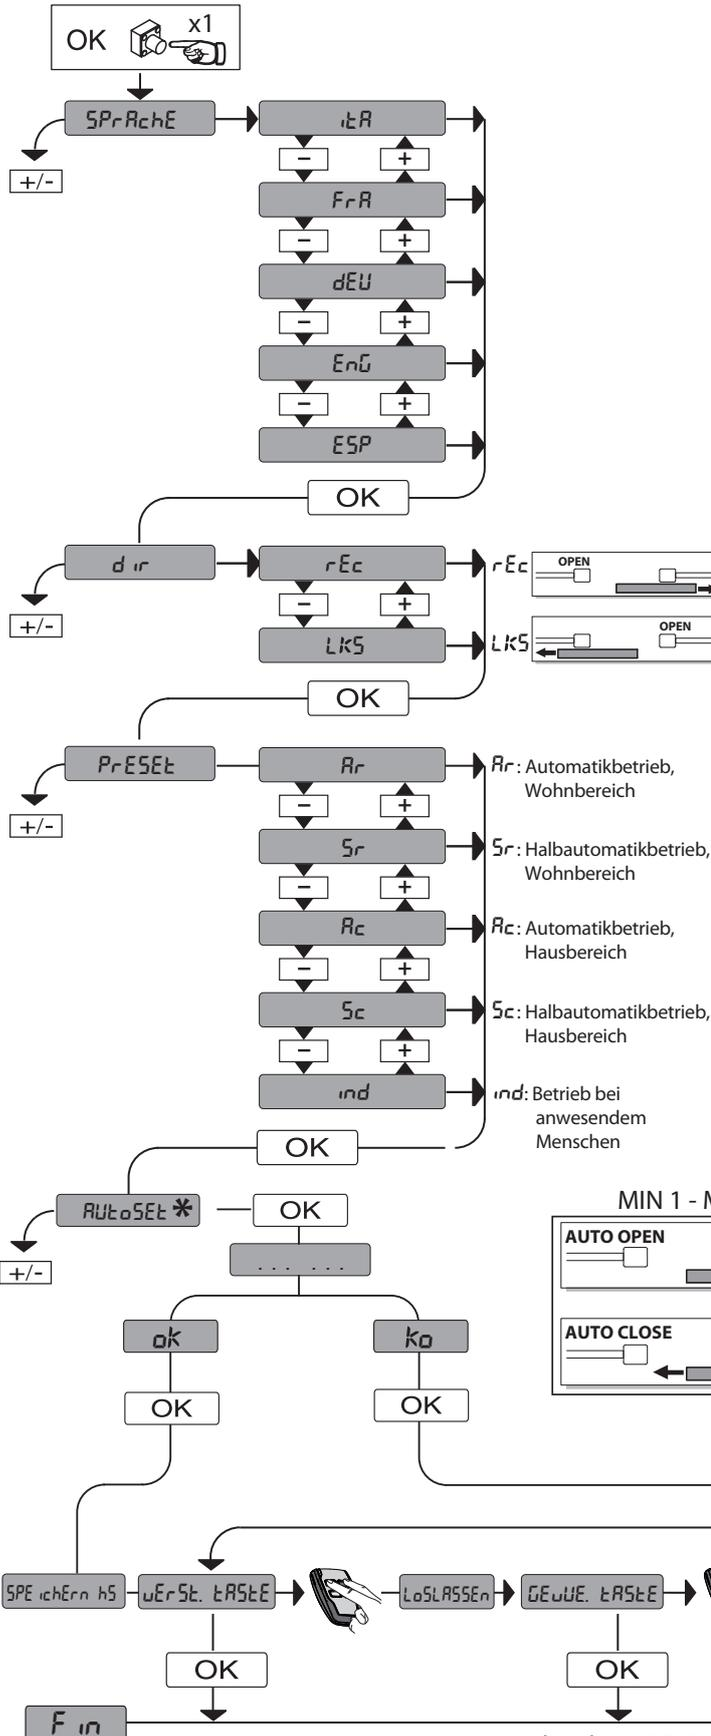 OK x1
SPrAchE
itA
+/-
- +
FrA
- +
dEU
- +
EnG
- +
ESP
OK
dir
rEc
rEc
OPEN
+/-
- +
LKS
LKS
OPEN
OK
PrESEt
Ar
Ar: Automatikbetrieb,
Wohnbereich
+/-
- +
Sr
Sr: Halbautomatikbetrieb,
Wohnbereich
- +
Ac
Ac: Automatikbetrieb,
Hausbereich
- +
Sc
Sc: Halbautomatikbetrieb,
Hausbereich
- +
ind
ind: Betrieb bei
anwesendem
Menschen
OK
AUtoSEt *
OK
+/-
... ...
MIN 1 -
AUTO OPEN
AUTO CLOSE
ok
Ko
OK
OK
SPEichErn hS
vErSt. tAStE
LoSLASSEn
GEwUE. tAStE
OK
OK
Fin